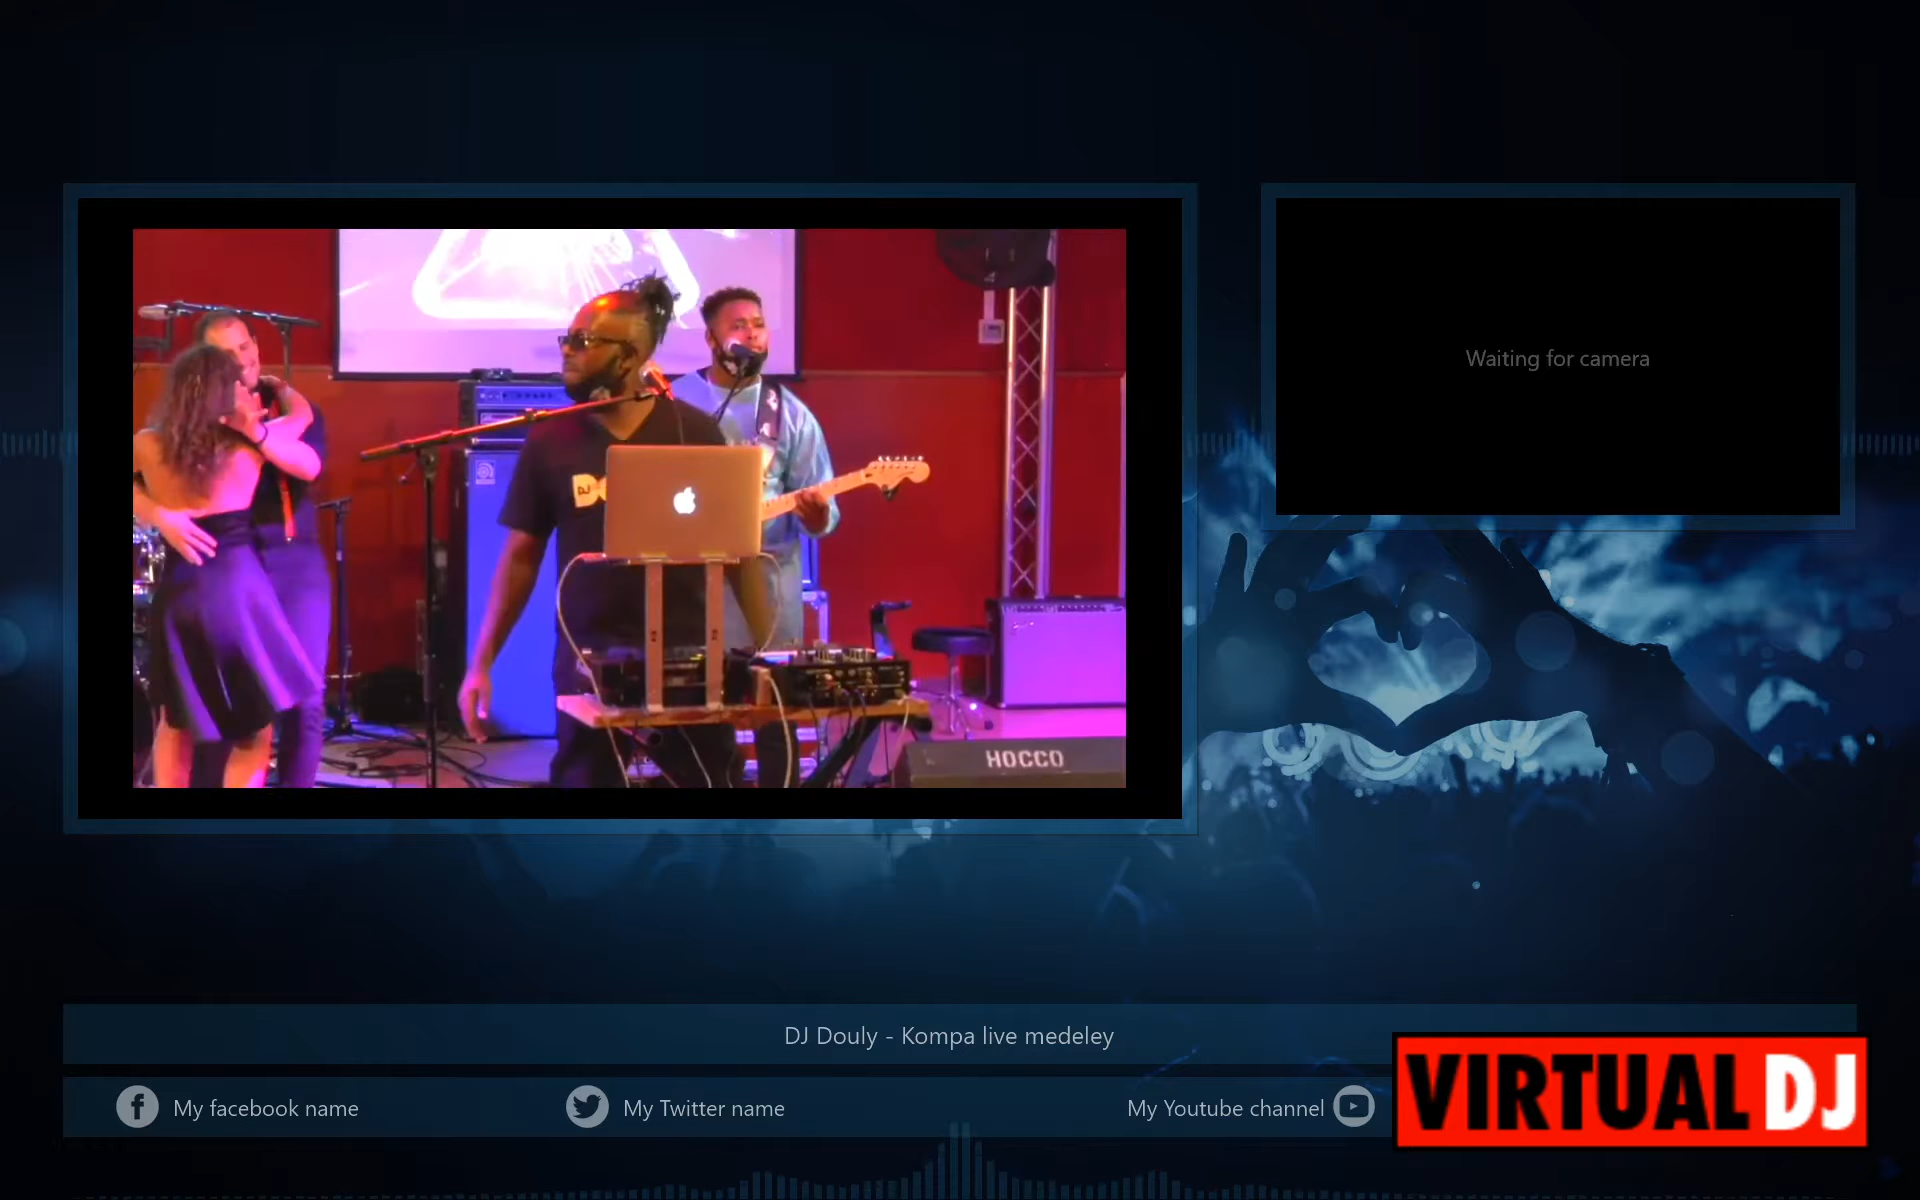 Waiting for camera
DJ
HOCCO
DJ Douly - Kompa live medeley
My facebook name
My Twitter name
My Youtube channel
VIRTUAL DJ